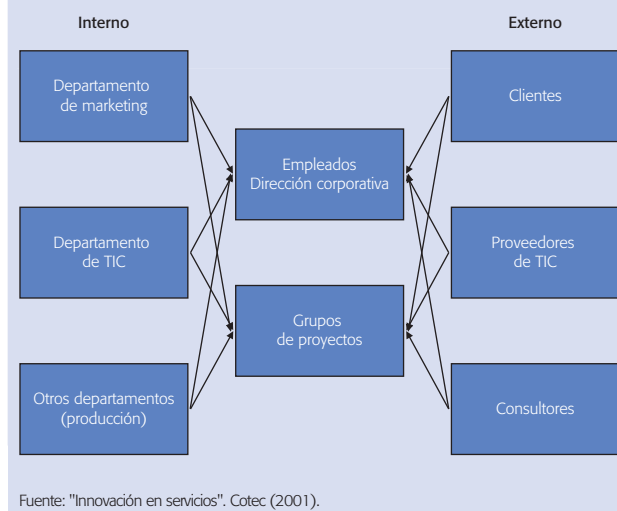 Interno
Externo
Departamento
de marketing
Clientes
Empleados
Dirección corporativa
Departamento
de TIC
Proveedores
de TIC
Grupos
de proyectos
Otros departamentos
(producción)
Consultores
Fuente: "Innovación en servicios". Cotec (2001).